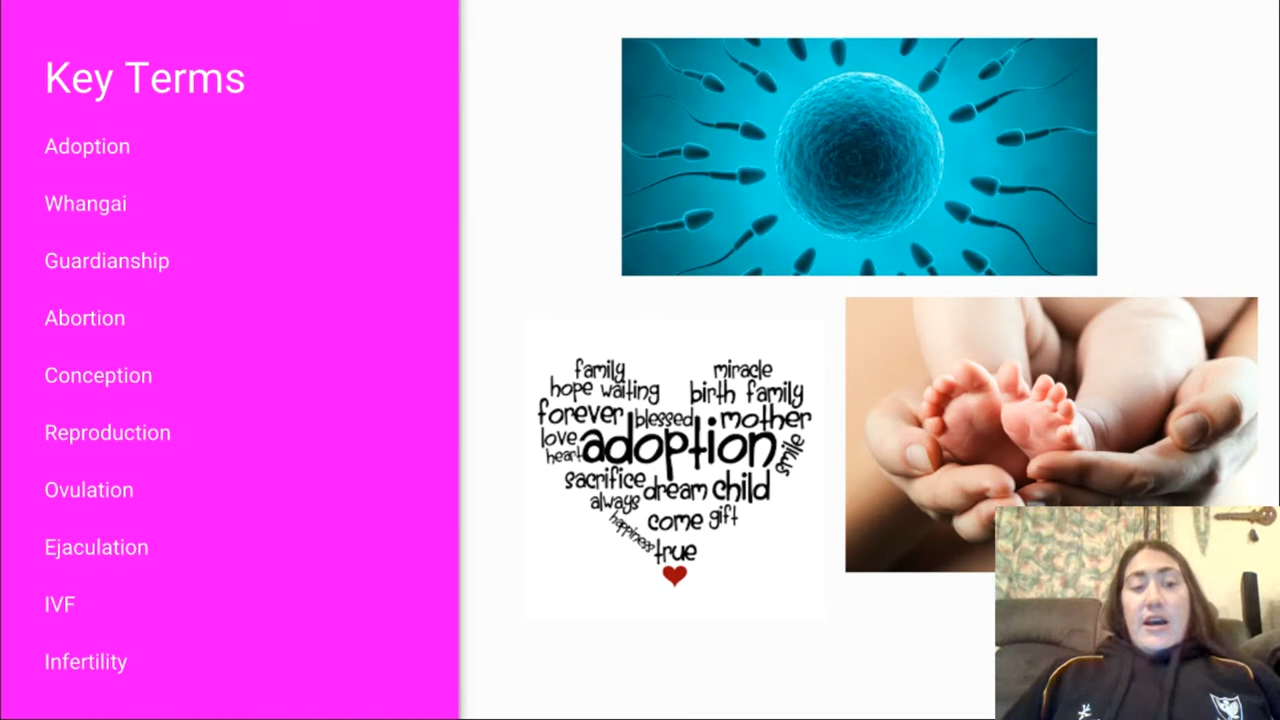 Key Terms
Adoption
Whangai
Guardianship
Abortion
Conception
Reproduction
Ovulation
Ejaculation
IVF
Infertility
family miracle
hope waiting birth family
forever blessed mother
love adoption smile
heart
sacrifice dream child
always come gift
happiness true